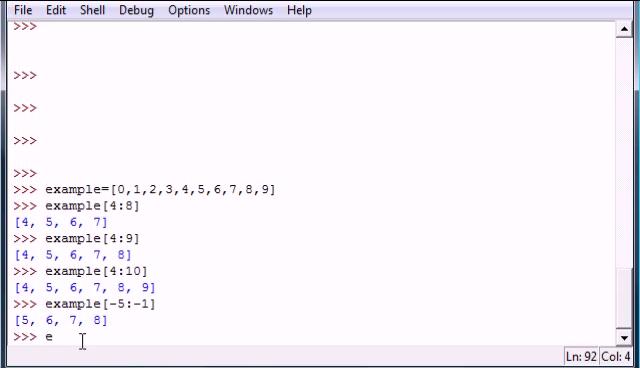 File Edit Shell Debug Options Windows Help
>>>
>>>
>>>
>>>
>>>
>>> example=[0,1,2,3,4,5,6,7,8,9]
>>> example[4:8]
[4, 5, 6, 7]
>>> example[4:9]
[4, 5, 6, 7, 8]
>>> example[4:10]
[4, 5, 6, 7, 8, 9]
>>> example[-5:-1]
[5, 6, 7, 8]
>>> e
Ln: 92 Col: 4